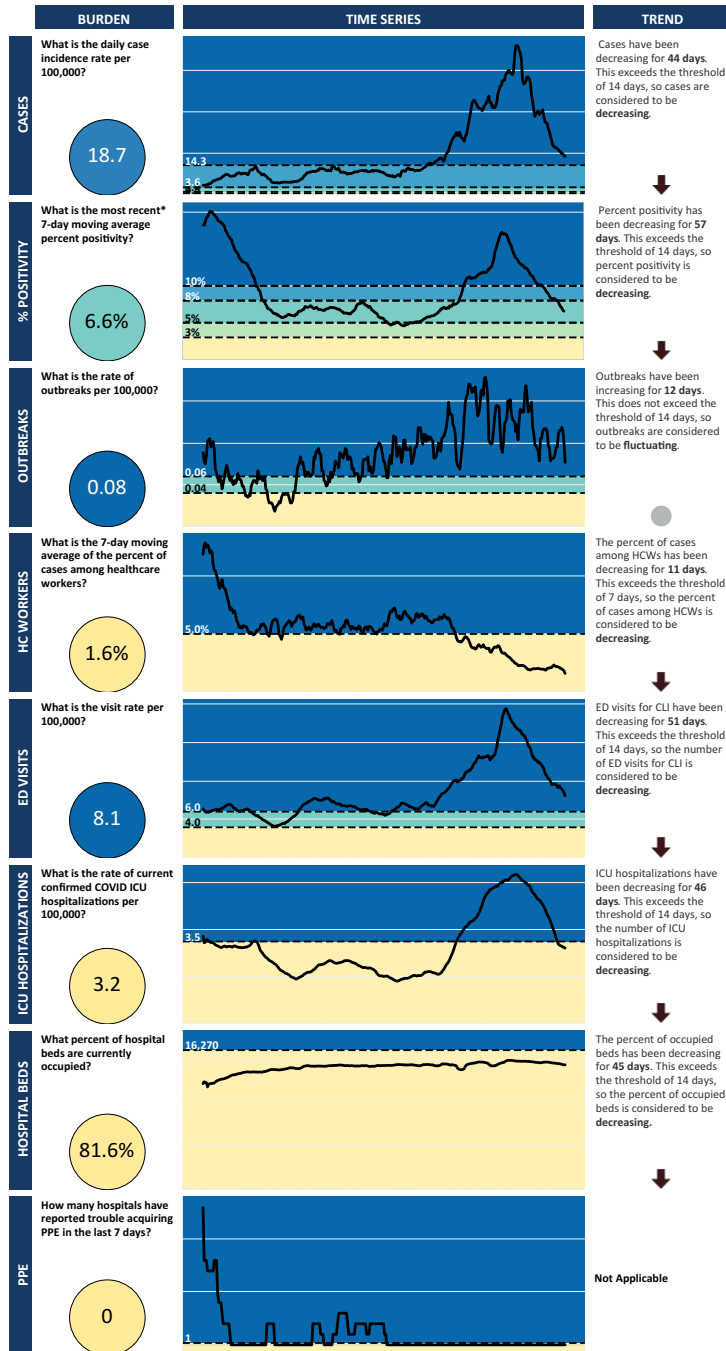 BURDEN
TIME SERIES
TREND
CASES
What is the daily case
incidence rate per
100,000?
18.7
14.3
3.6
Cases have been
decreasing for 44 days.
This exceeds the threshold
of 14 days, so cases are
considered to be
decreasing.
% POSITIVITY
What is the most recent*
7-day moving average
percent positivity?
6.6%
10%
8%
5%
3%
Percent positivity has
been decreasing for 57
days. This exceeds the
threshold of 14 days, so
percent positivity is
considered to be
decreasing.
OUTBREAKS
What is the rate of
outbreaks per 100,000?
0.08
0.06
0.04
Outbreaks have been
increasing for 12 days.
This does not exceed the
threshold of 14 days, so
outbreaks are considered
to be fluctuating.
HC WORKERS
What is the 7-day moving
average of the percent of
cases among healthcare
workers?
1.6%
5.0%
The percent of cases
among HCWs has been
decreasing for 11 days.
This exceeds the threshold
of 7 days, so the percent
of cases among HCWs is
considered to be
decreasing.
ED VISITS
What is the visit rate per
100,000?
8.1
6.0
4.0
ED visits for CLI have been
decreasing for 51 days.
This exceeds the threshold
of 14 days, so the number
of ED visits for CLI is
considered to be
decreasing.
ICU HOSPITALIZATIONS
What is the rate of current
confirmed COVID ICU
hospitalizations per
100,000?
3.2
3.5
ICU hospitalizations have
been decreasing for 46
days. This exceeds the
threshold of 14 days, so
the number of ICU
hospitalizations is
considered to be
decreasing.
HOSPITAL BEDS
What percent of hospital
beds are currently
occupied?
81.6%
16,270
The percent of occupied
beds has been decreasing
for 45 days. This exceeds
the threshold of 14 days,
so the percent of occupied
beds is considered to be
decreasing.
PPE
How many hospitals have
reported trouble acquiring
PPE in the last 7 days?
0
1
Not Applicable